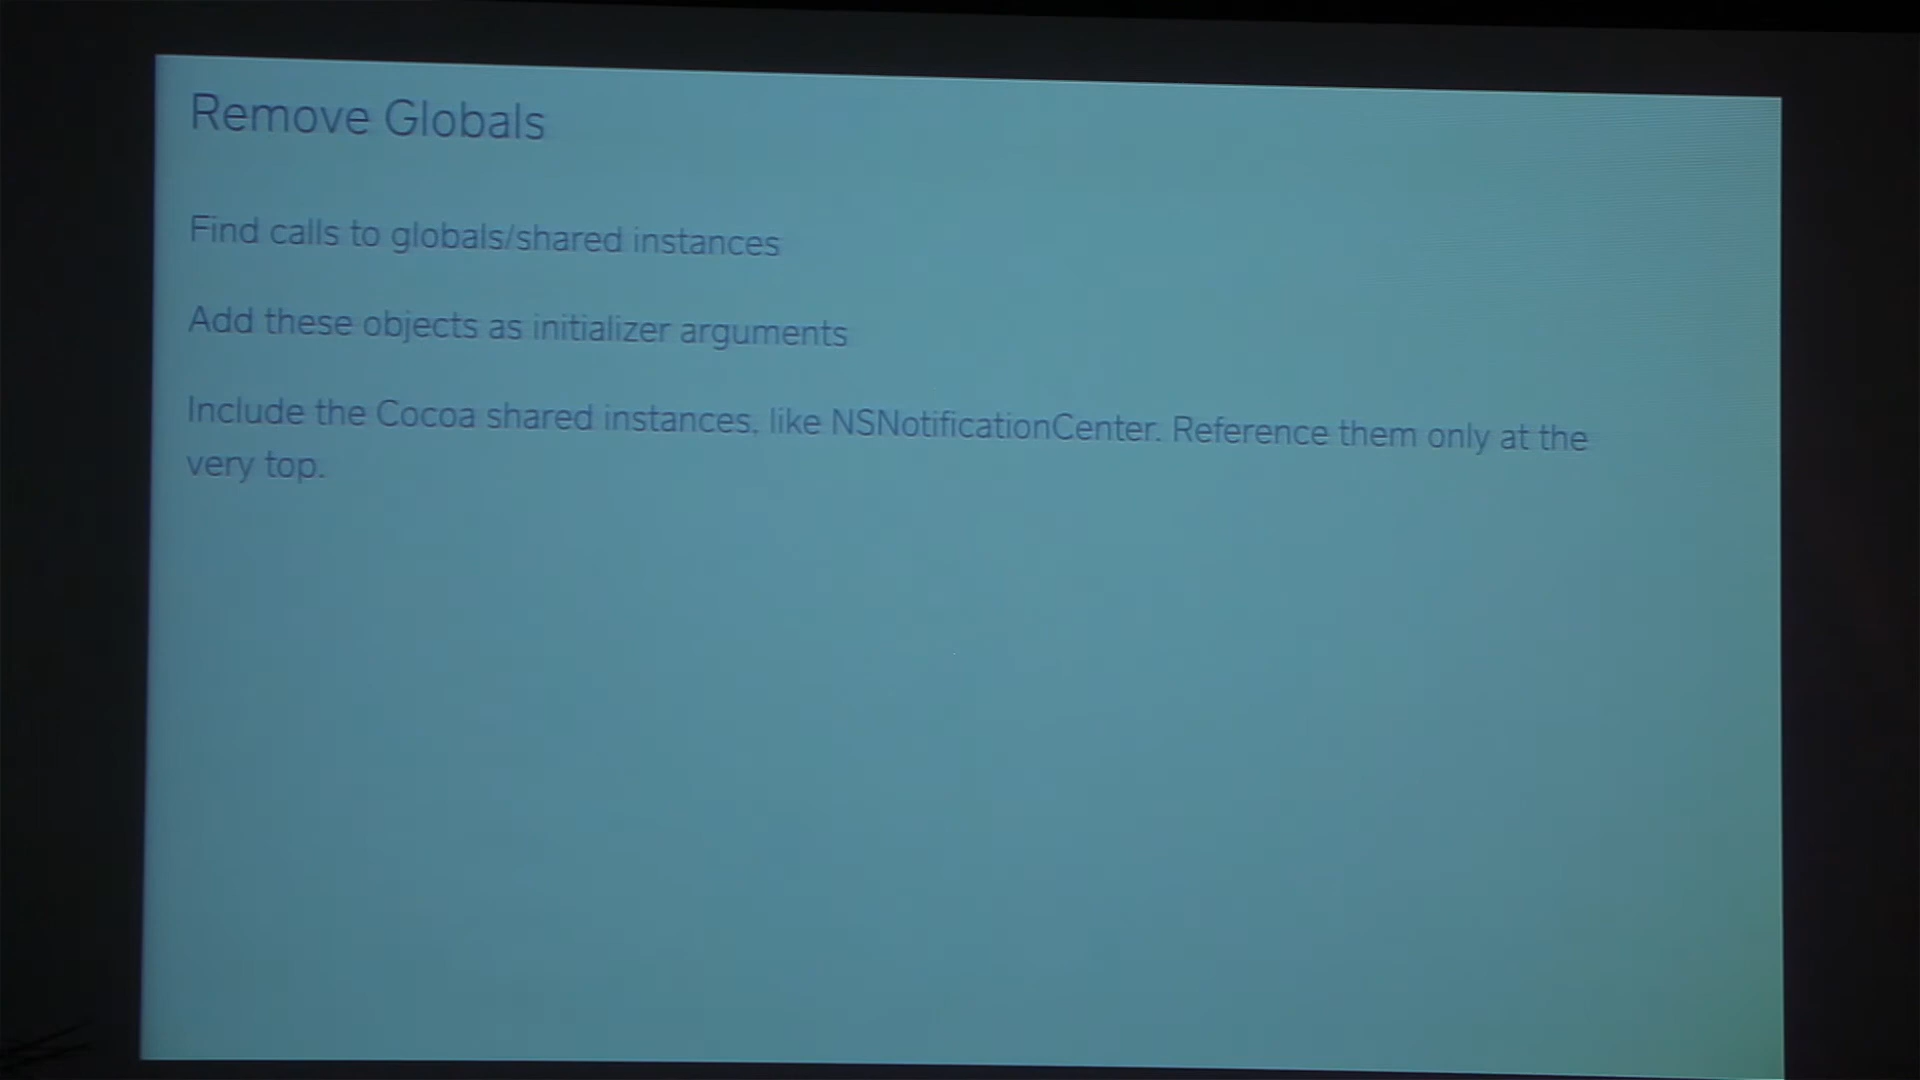 Remove Globals
Find calls to globals/shared instances
Add these objects as initializer arguments
Include the Cocoa shared instances, like NSNotificationCenter. Reference them only at the
very top.